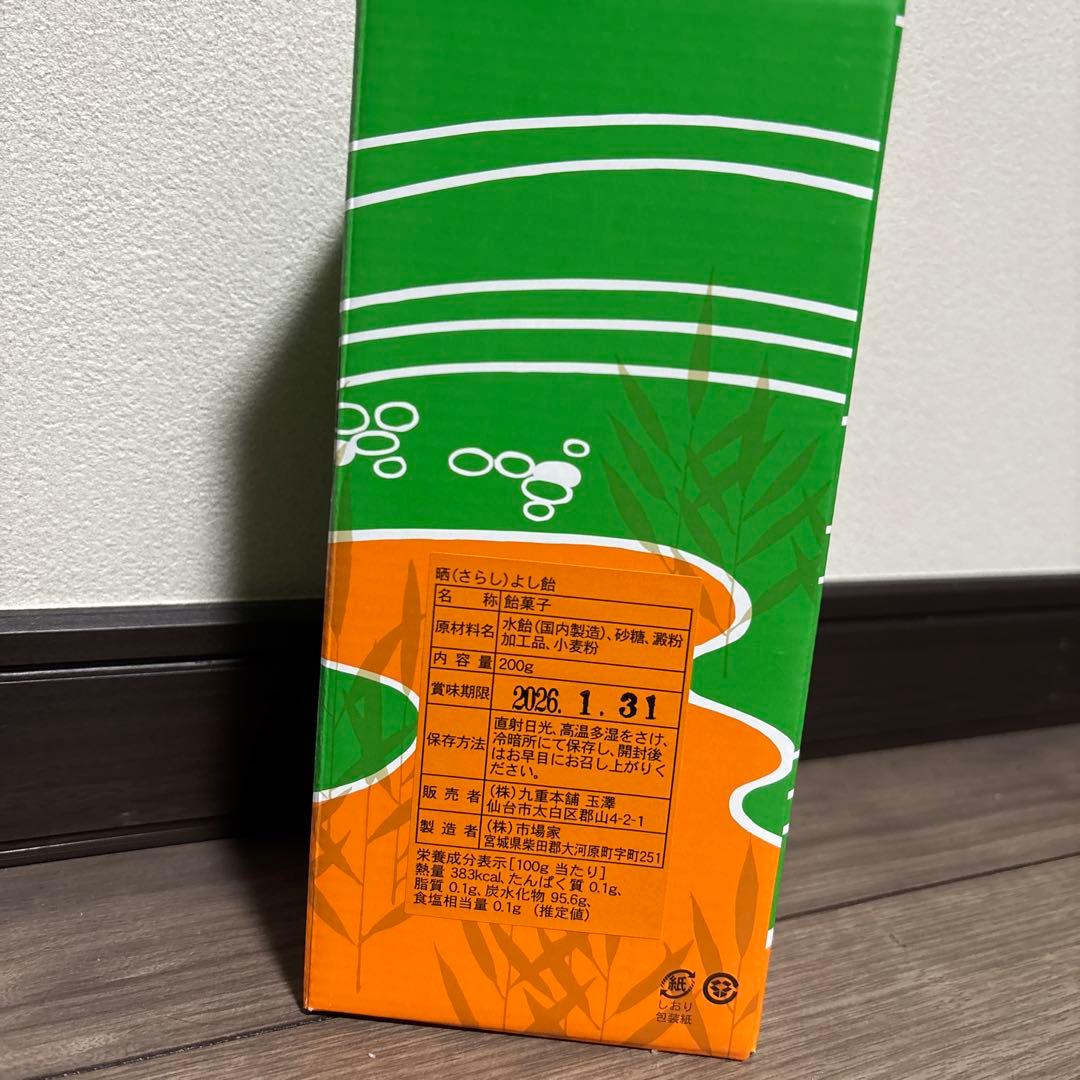 晒(さらし)よし飴
名 称 飴菓子
原材料名 水飴(国内製造)、砂糖、澱粉
加工品、小麦粉
内容量 200g
賞味期限 2026. 1. 31
保存方法 直射日光、高温多湿をさけ、
冷暗所にて保存し、開封後
はお早目にお召し上がりく
ださい。
販売者 (株)九重本舗 玉澤
仙台市太白区郡山4-2-1
製造者 (株)市場家
宮城県柴田郡大河原町字町251
栄養成分表示[100g 当たり]
熱量 383kcal、たんぱく質 0.1g、
脂質 0.1g、炭水化物 95.6g、
食塩相当量 0.1g (推定値)
紙
しおり
包装紙